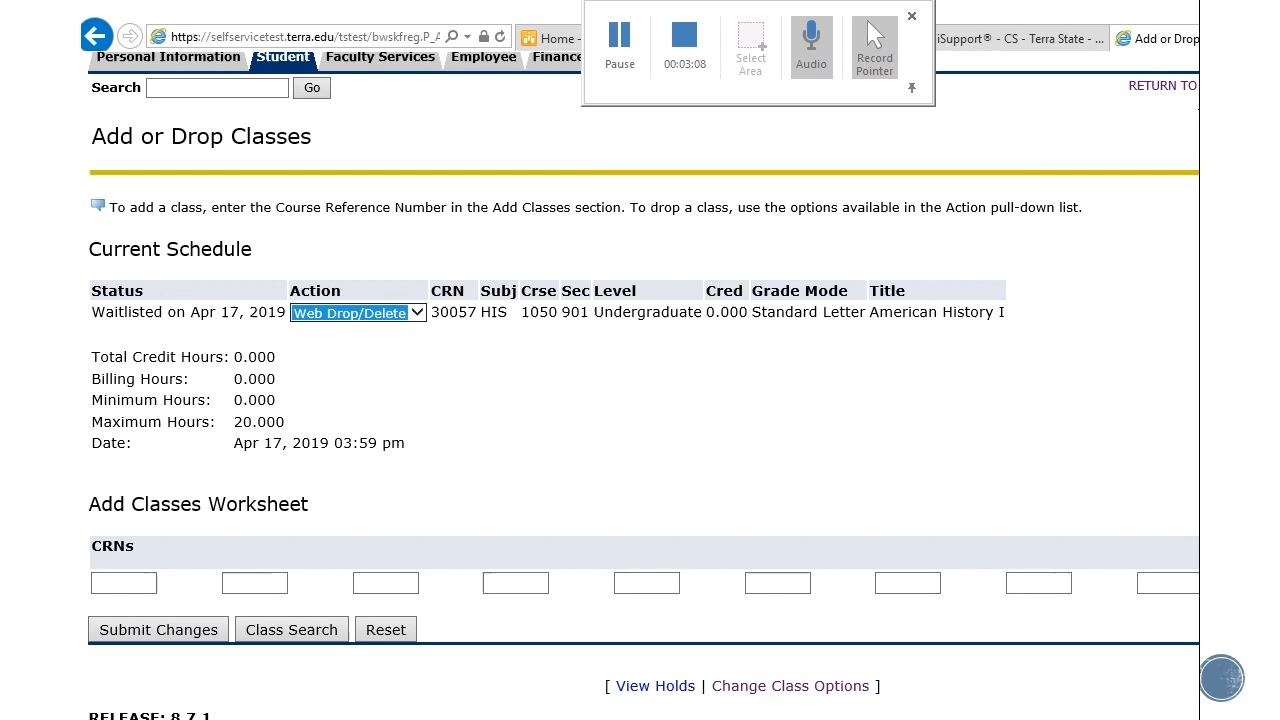 https://selfservicetest.terra.edu/tstest/bwskfreg.P_A
Home -
iSupport® - CS - Terra State - ...
Add or Drop
Pause
00:03:08
Select Area
Audio
Record Pointer
Personal Information
Student
Faculty Services
Employee
Finance
Search
Go
RETURN TO
Add or Drop Classes
To add a class, enter the Course Reference Number in the Add Classes section. To drop a class, use the options available in the Action pull-down list.
Current Schedule
Status Action CRN Subj Crse Sec Level Cred Grade Mode Title
Waitlisted on Apr 17, 2019 Web Drop/Delete 30057 HIS 1050 901 Undergraduate 0.000 Standard Letter American History I
Total Credit Hours: 0.000
Billing Hours: 0.000
Minimum Hours: 0.000
Maximum Hours: 20.000
Date: Apr 17, 2019 03:59 pm
Add Classes Worksheet
CRNs
Submit Changes Class Search Reset
[ View Holds | Change Class Options ]
RELEASE: 8.7.1